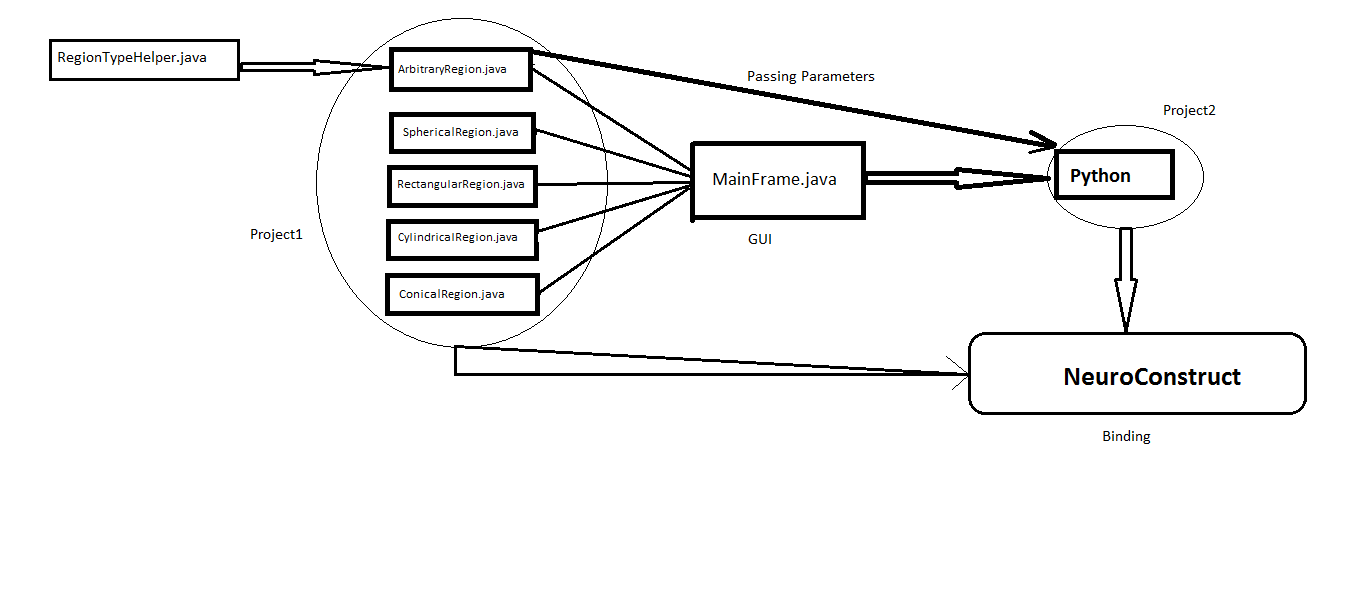 RegionTypeHelper.java
ArbitraryRegion.java
Passing Parameters
Project2
SphericalRegion.java
MainFrame.java
Python
RectangularRegion.java
Project1
CylindricalRegion.java
GUI
ConicalRegion.java
NeuroConstruct
Binding